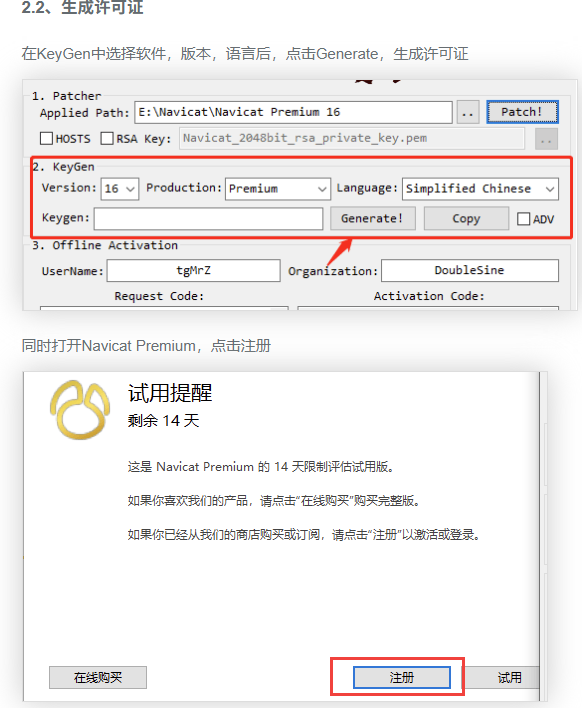 2.2、生成许可证
在KeyGen中选择软件，版本，语言后，点击Generate，生成许可证
1. Patcher
Applied Path: E:\Navicat\Navicat Premium 16 .. Patch!
HOSTS RSA Key: Navicat_2048bit_rsa_private_key.pem ..
2. KeyGen
Version: 16 Production: Premium Language: Simplified Chinese
Keygen: Generate! Copy ADV
3. Offline Activation
UserName: tgMrZ Organization: DoubleSine
Request Code: Activation Code:
同时打开Navicat Premium，点击注册
试用提醒
剩余 14 天
这是 Navicat Premium 的 14 天限制评估试用版。
如果你喜欢我们的产品，请点击“在线购买”购买完整版。
如果你已经从我们的商店购买或订阅，请点击“注册”以激活或登录。
在线购买 注册 试用